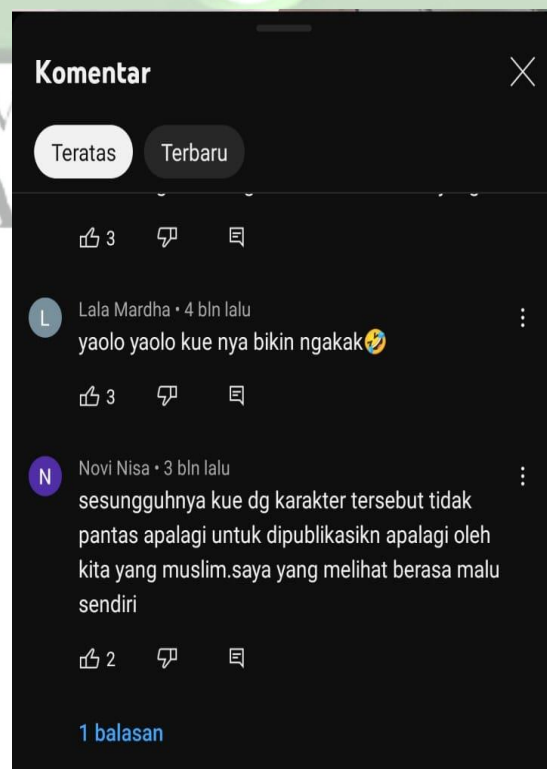 Komentar
Teratas Terbaru
3
L Lala Mardha • 4 bln lalu
yaolo yaolo kue nya bikin ngakak🤣
3
N Novi Nisa • 3 bln lalu
sesungguhnya kue dg karakter tersebut tidak
pantas apalagi untuk dipublikasikn apalagi oleh
kita yang muslim.saya yang melihat berasa malu
sendiri
2
1 balasan